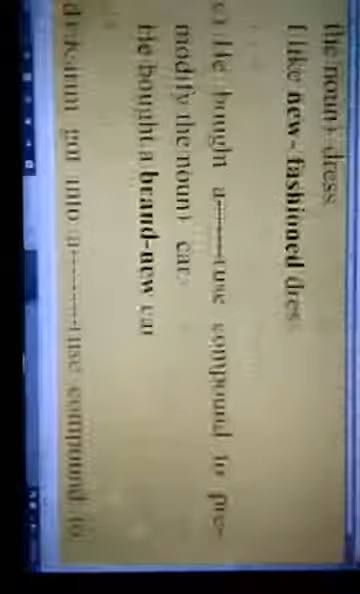 the noun) dress.
I like new-fashioned dress
c) He bough a--------(use compound to pre-
modify the noun) car.
He bought a brand-new car
got into a--------(use compound to